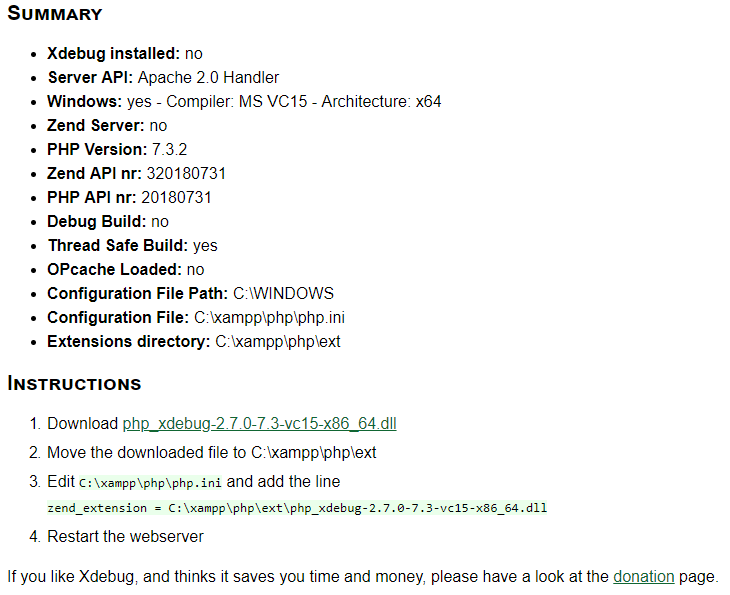 Summary
Xdebug installed: no
Server API: Apache 2.0 Handler
Windows: yes - Compiler: MS VC15 - Architecture: x64
Zend Server: no
PHP Version: 7.3.2
Zend API nr: 320180731
PHP API nr: 20180731
Debug Build: no
Thread Safe Build: yes
OPcache Loaded: no
Configuration File Path: C:\WINDOWS
Configuration File: C:\xampp\php\php.ini
Extensions directory: C:\xampp\php\ext
Instructions
1. Download php_xdebug-2.7.0-7.3-vc15-x86_64.dll
2. Move the downloaded file to C:\xampp\php\ext
3. Edit C:\xampp\php\php.ini and add the line
zend_extension = C:\xampp\php\ext\php_xdebug-2.7.0-7.3-vc15-x86_64.dll
4. Restart the webserver
If you like Xdebug, and thinks it saves you time and money, please have a look at the donation page.